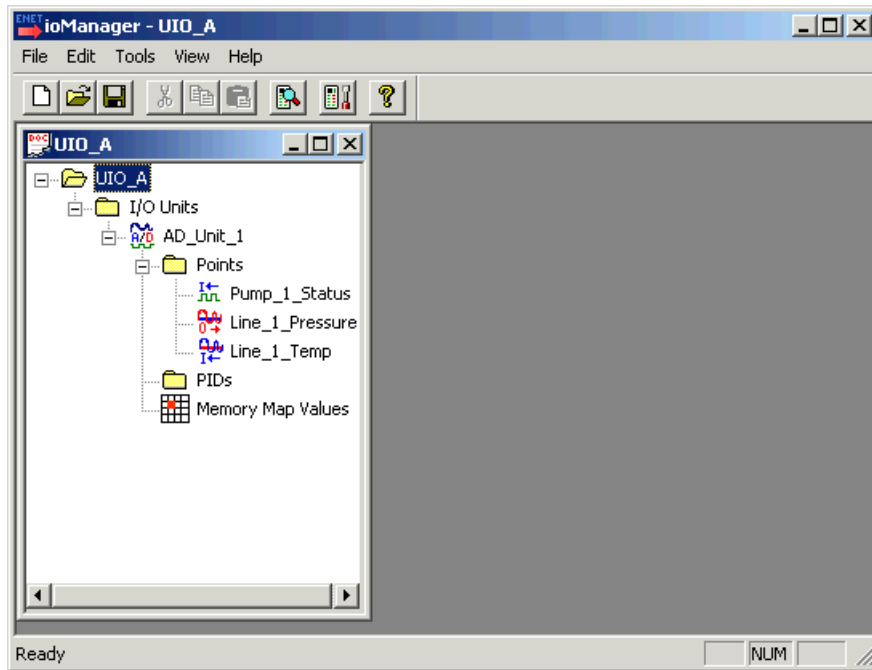 ENET
ioManager - UIO_A
File Edit Tools View Help
DOC
UIO_A
UIO_A
I/O Units
A/D AD_Unit_1
Points
I Pump_1_Status
O Line_1_Pressure
I Line_1_Temp
PIDs
Memory Map Values
Ready
NUM